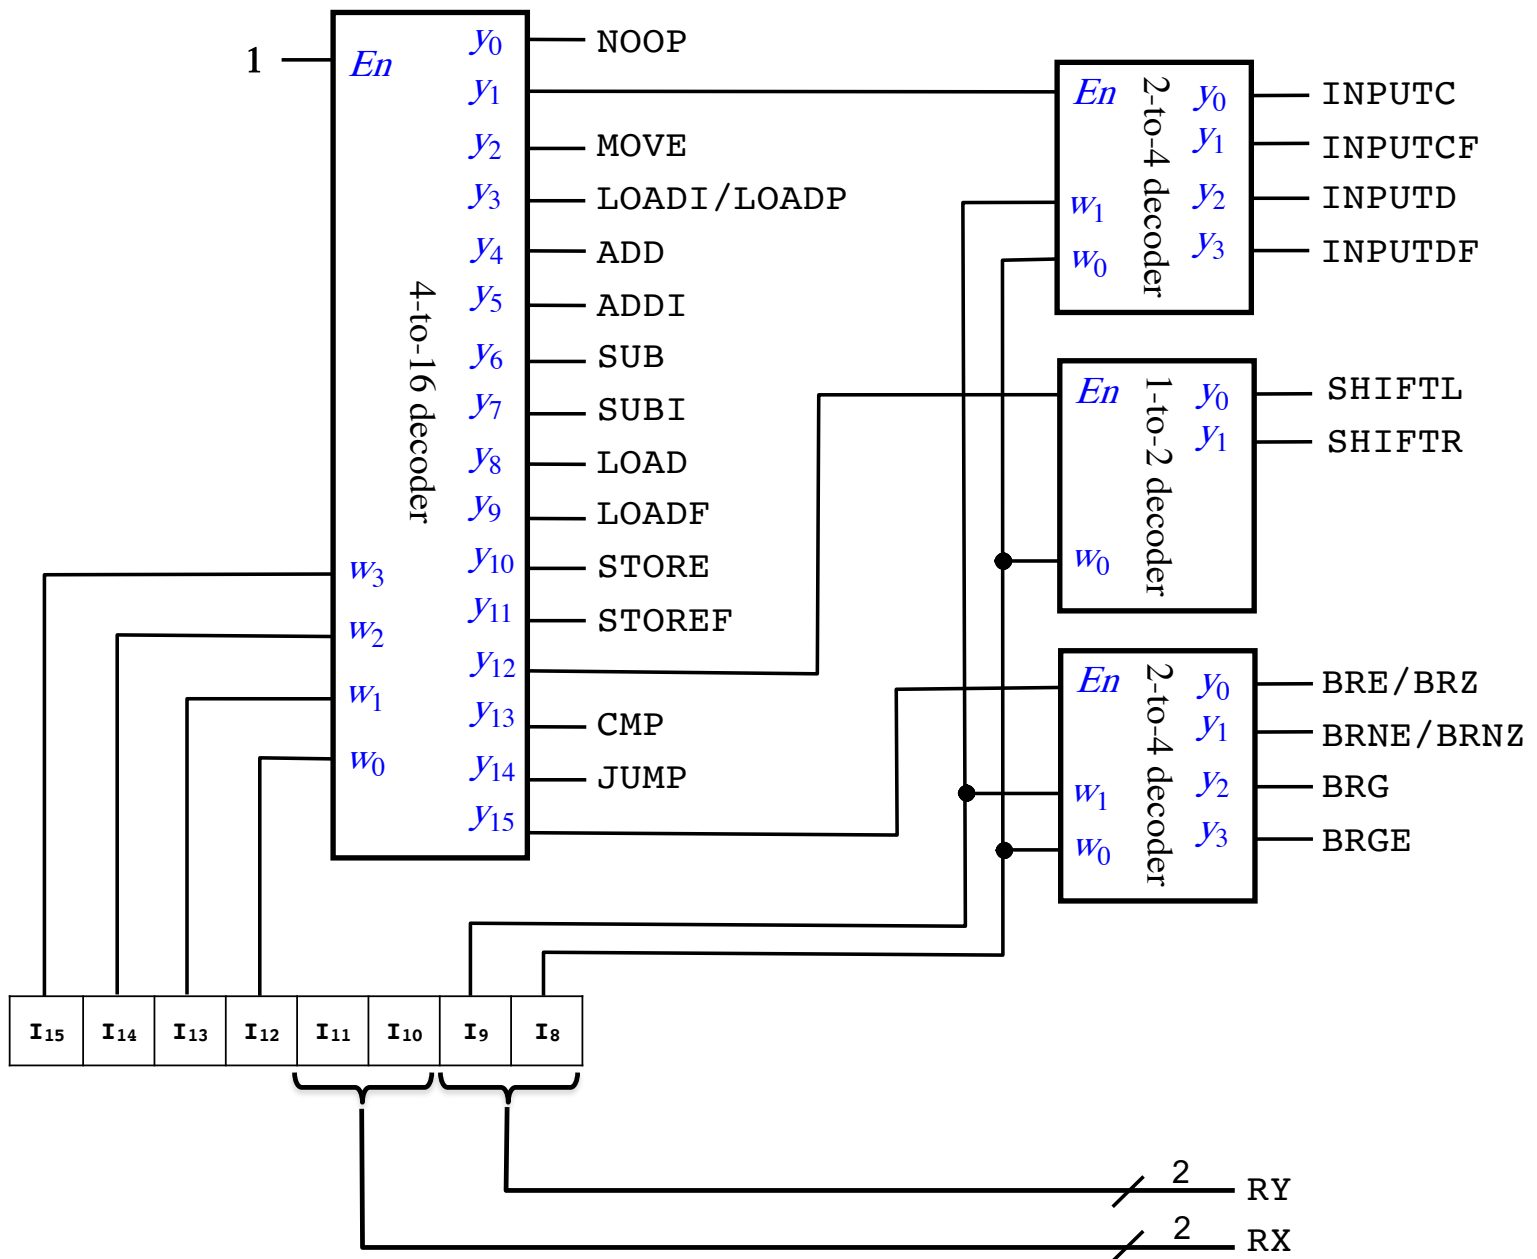 1
En
4-to-16 decoder
w3
w2
w1
w0
y0 NOOP
y1
y2 MOVE
y3 LOADI/LOADP
y4 ADD
y5 ADDI
y6 SUB
y7 SUBI
y8 LOAD
y9 LOADF
y10 STORE
y11 STOREF
y12
y13 CMP
y14 JUMP
y15
En
w1
w0
2-to-4 decoder
y0 INPUTC
y1 INPUTCF
y2 INPUTD
y3 INPUTDF
En
w0
1-to-2 decoder
y0 SHIFTL
y1 SHIFTR
En
w1
w0
2-to-4 decoder
y0 BRE/BRZ
y1 BRNE/BRNZ
y2 BRG
y3 BRGE
I15 I14 I13 I12 I11 I10 I9 I8
2 RY
2 RX